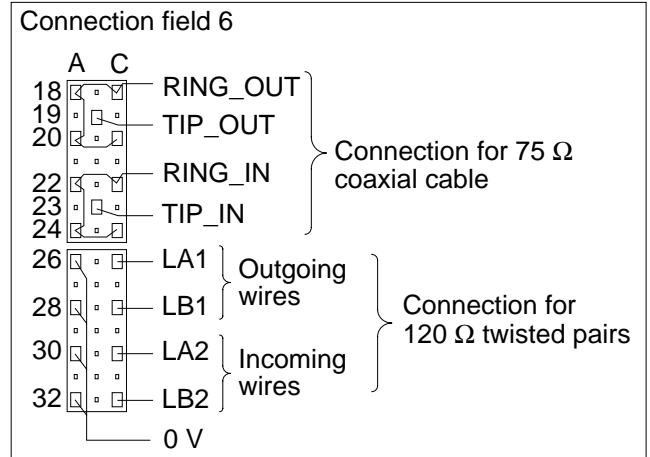 Connection field 6
A C
18 RING_OUT
19 TIP_OUT
20
Connection for 75 Ω
coaxial cable
22 RING_IN
23 TIP_IN
24
26 LA1
Outgoing
wires
28 LB1
Connection for
120 Ω twisted pairs
30 LA2
Incoming
wires
32 LB2
0 V